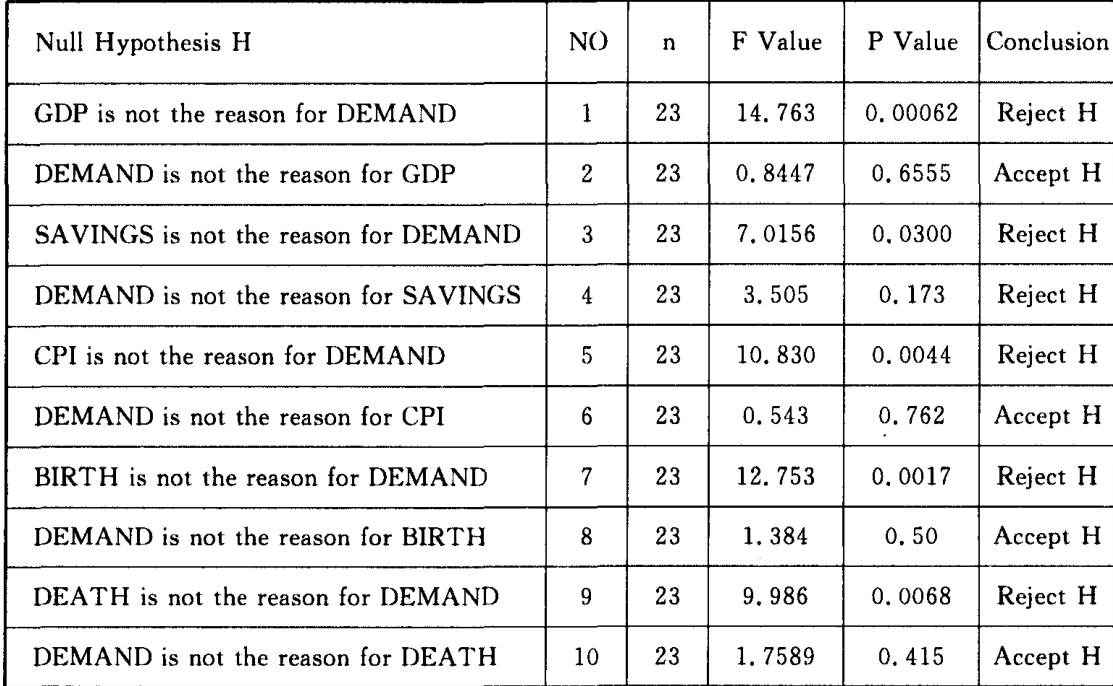 Null Hypothesis H NO n F Value P Value Conclusion
GDP is not the reason for DEMAND 1 23 14.763 0.00062 Reject H
DEMAND is not the reason for GDP 2 23 0.8447 0.6555 Accept H
SAVINGS is not the reason for DEMAND 3 23 7.0156 0.0300 Reject H
DEMAND is not the reason for SAVINGS 4 23 3.505 0.173 Reject H
CPI is not the reason for DEMAND 5 23 10.830 0.0044 Reject H
DEMAND is not the reason for CPI 6 23 0.543 0.762 Accept H
BIRTH is not the reason for DEMAND 7 23 12.753 0.0017 Reject H
DEMAND is not the reason for BIRTH 8 23 1.384 0.50 Accept H
DEATH is not the reason for DEMAND 9 23 9.986 0.0068 Reject H
DEMAND is not the reason for DEATH 10 23 1.7589 0.415 Accept H